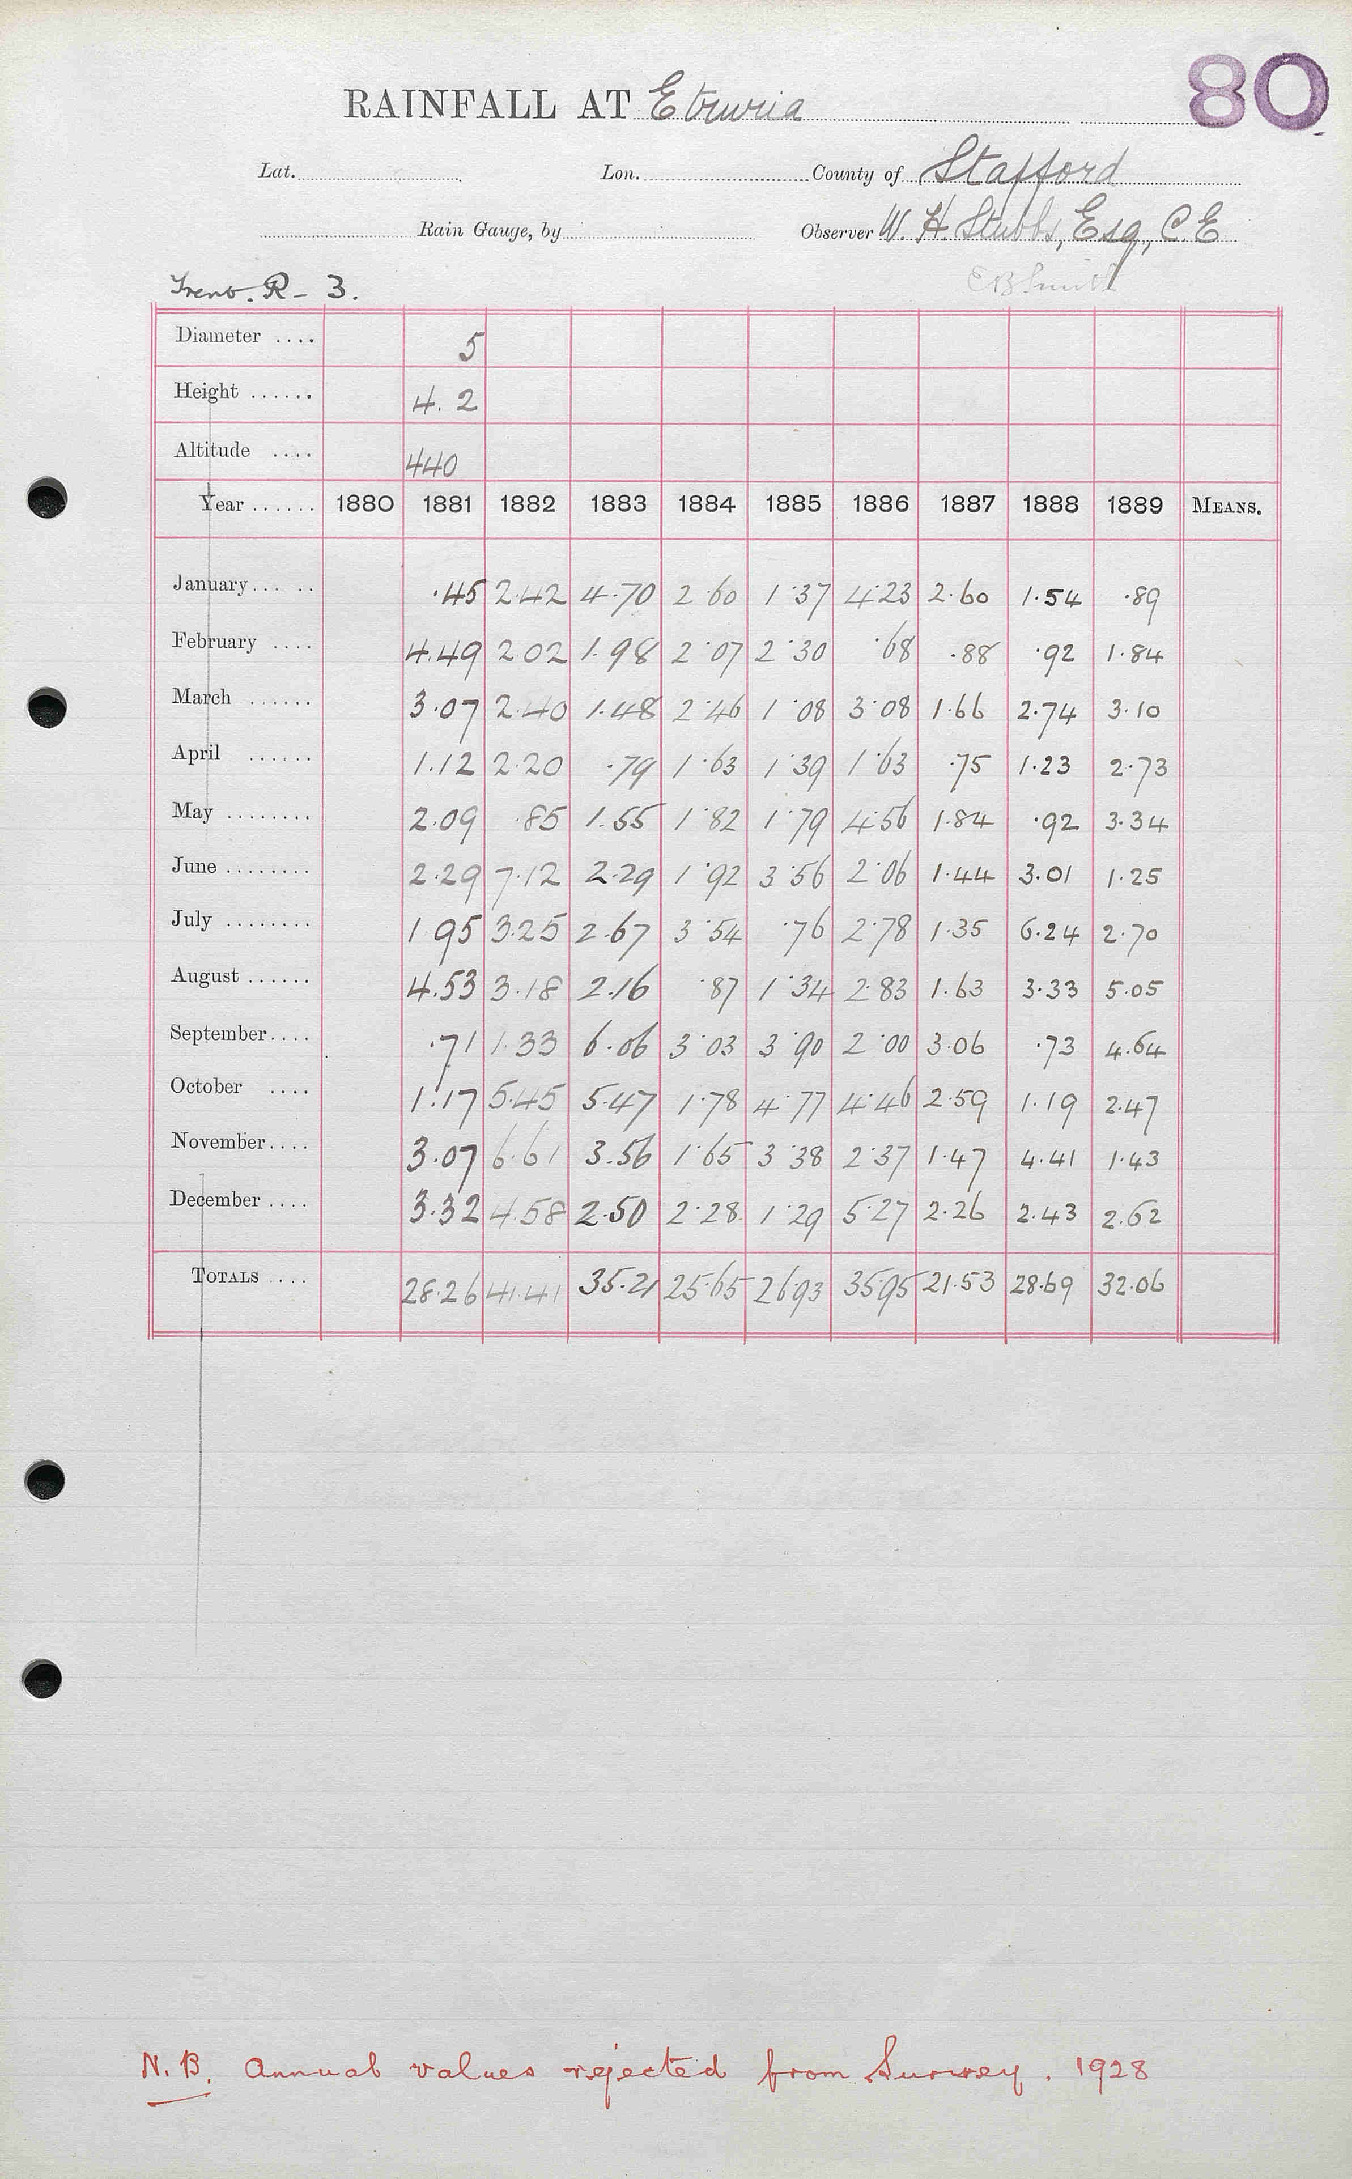 80
RAINFALL AT Etruria
Lat. Lon. County of Stafford
Rain Gauge, by Observer W. H. Stubbs, Esq, C.E
E B Smith
Trent. R - 3.
Diameter .... 5
Height ...... 4. 2
Altitude .... 440
Year ...... 1880 1881 1882 1883 1884 1885 1886 1887 1888 1889 MEANS.
January ... .. .45 2.42 4.70 2.60 1.37 4.23 2.60 1.54 .89
February .... 4.49 2.02 1.98 2.07 2.30 .68 .88 .92 1.84
March ...... 3.07 2.40 1.48 2.46 1.08 3.08 1.66 2.74 3.10
April ...... 1.12 2.20 .79 1.63 1.39 1.63 .75 1.23 2.73
May ........ 2.09 .85 1.55 1.82 1.79 4.56 1.84 .92 3.34
June ........ 2.29 7.12 2.29 1.92 3.56 2.06 1.44 3.01 1.25
July ........ 1 95 3.25 2.67 3.54 .76 2.78 1.35 6.24 2.70
August ...... 4.53 3.18 2.16 .87 1.34 2.83 1.63 3.33 5.05
September .... .71 1.33 6.06 3.03 3.90 2.00 3.06 .73 4.64
October .... 1.17 5.45 5.47 1.78 4.77 4.46 2.59 1.19 2.47
November .... 3.07 6.61 3.56 1.65 3.38 2.37 1.47 4.41 1.43
December .... 3.32 4.58 2.50 2.28 1.29 5.27 2.26 2.43 2.62
TOTALS .... 28.26 41.41 35.21 25.65 26.93 35.95 21.53 28.69 32.06
N.B. Annual values rejected from Survey. 1928